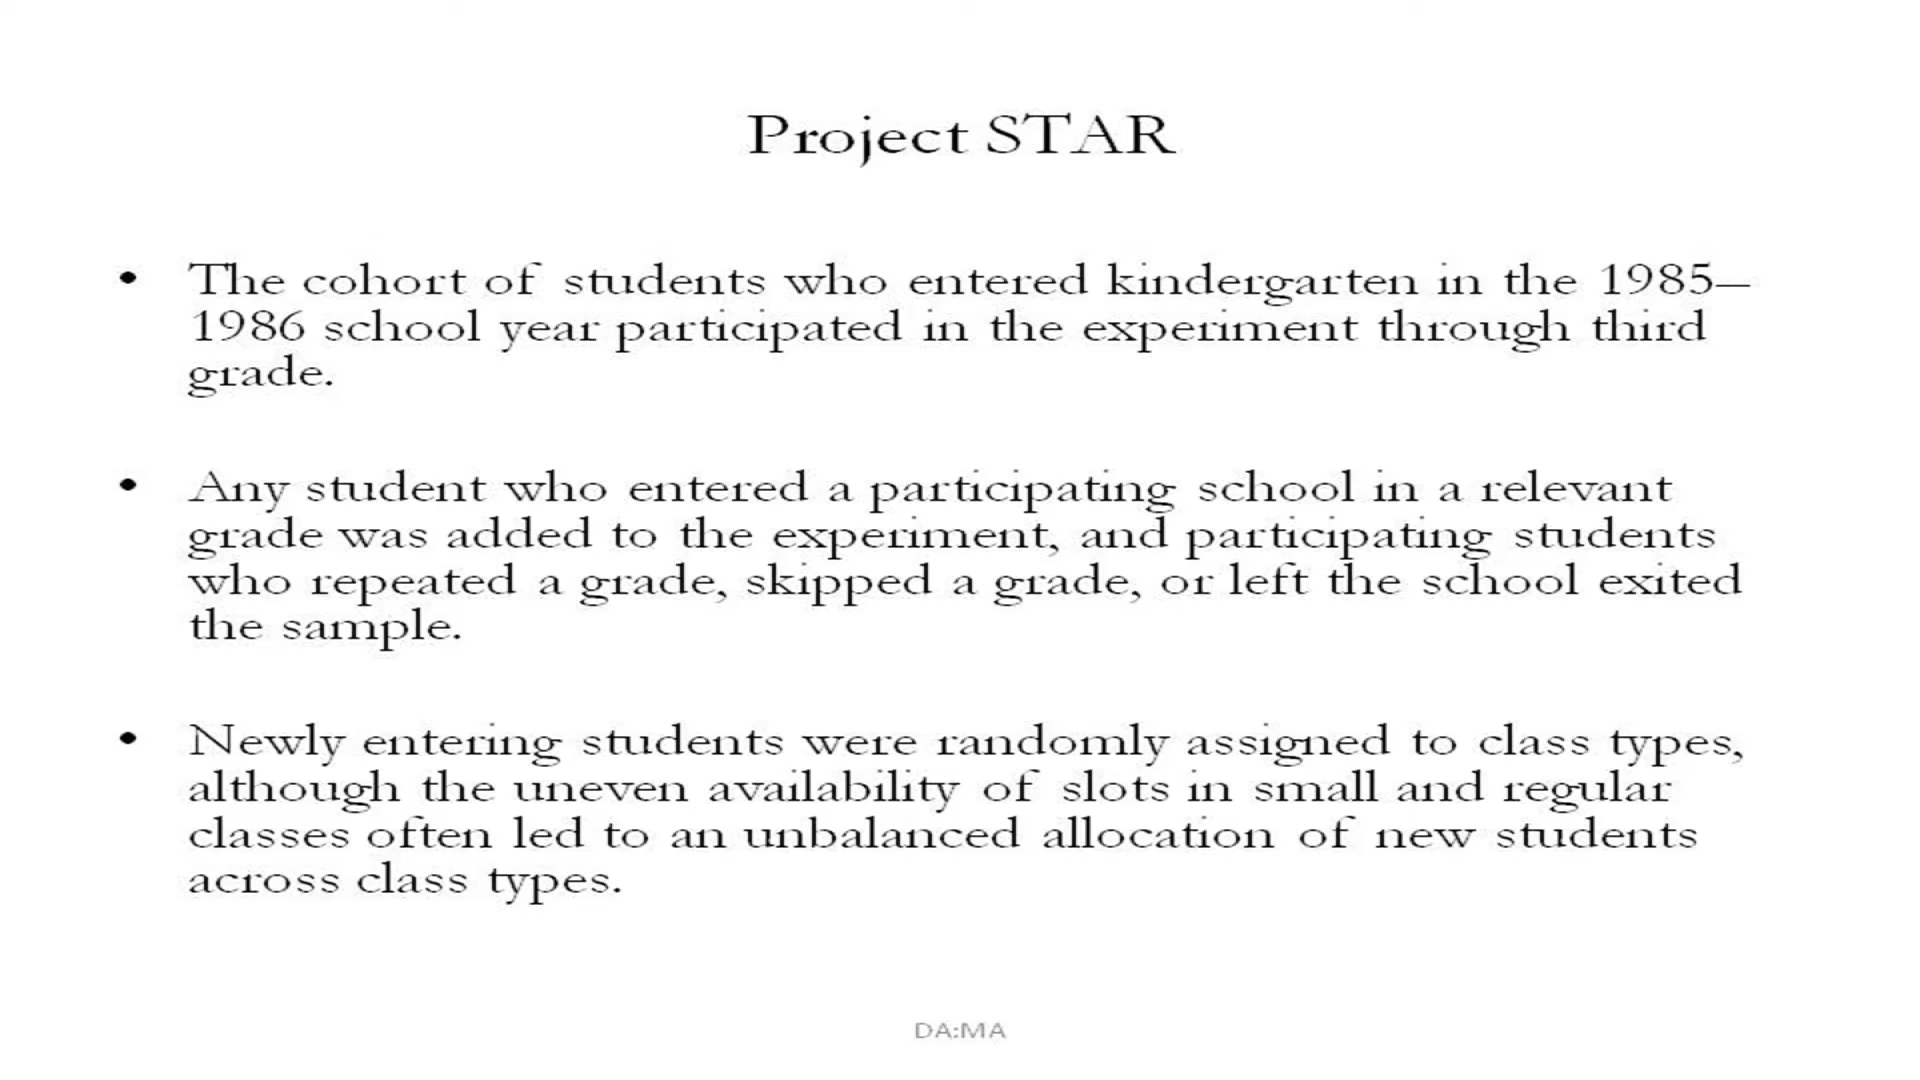 Project STAR
• The cohort of students who entered kindergarten in the 1985–
1986 school year participated in the experiment through third
grade.
• Any student who entered a participating school in a relevant
grade was added to the experiment, and participating students
who repeated a grade, skipped a grade, or left the school exited
the sample.
• Newly entering students were randomly assigned to class types,
although the uneven availability of slots in small and regular
classes often led to an unbalanced allocation of new students
across class types.
DA:MA